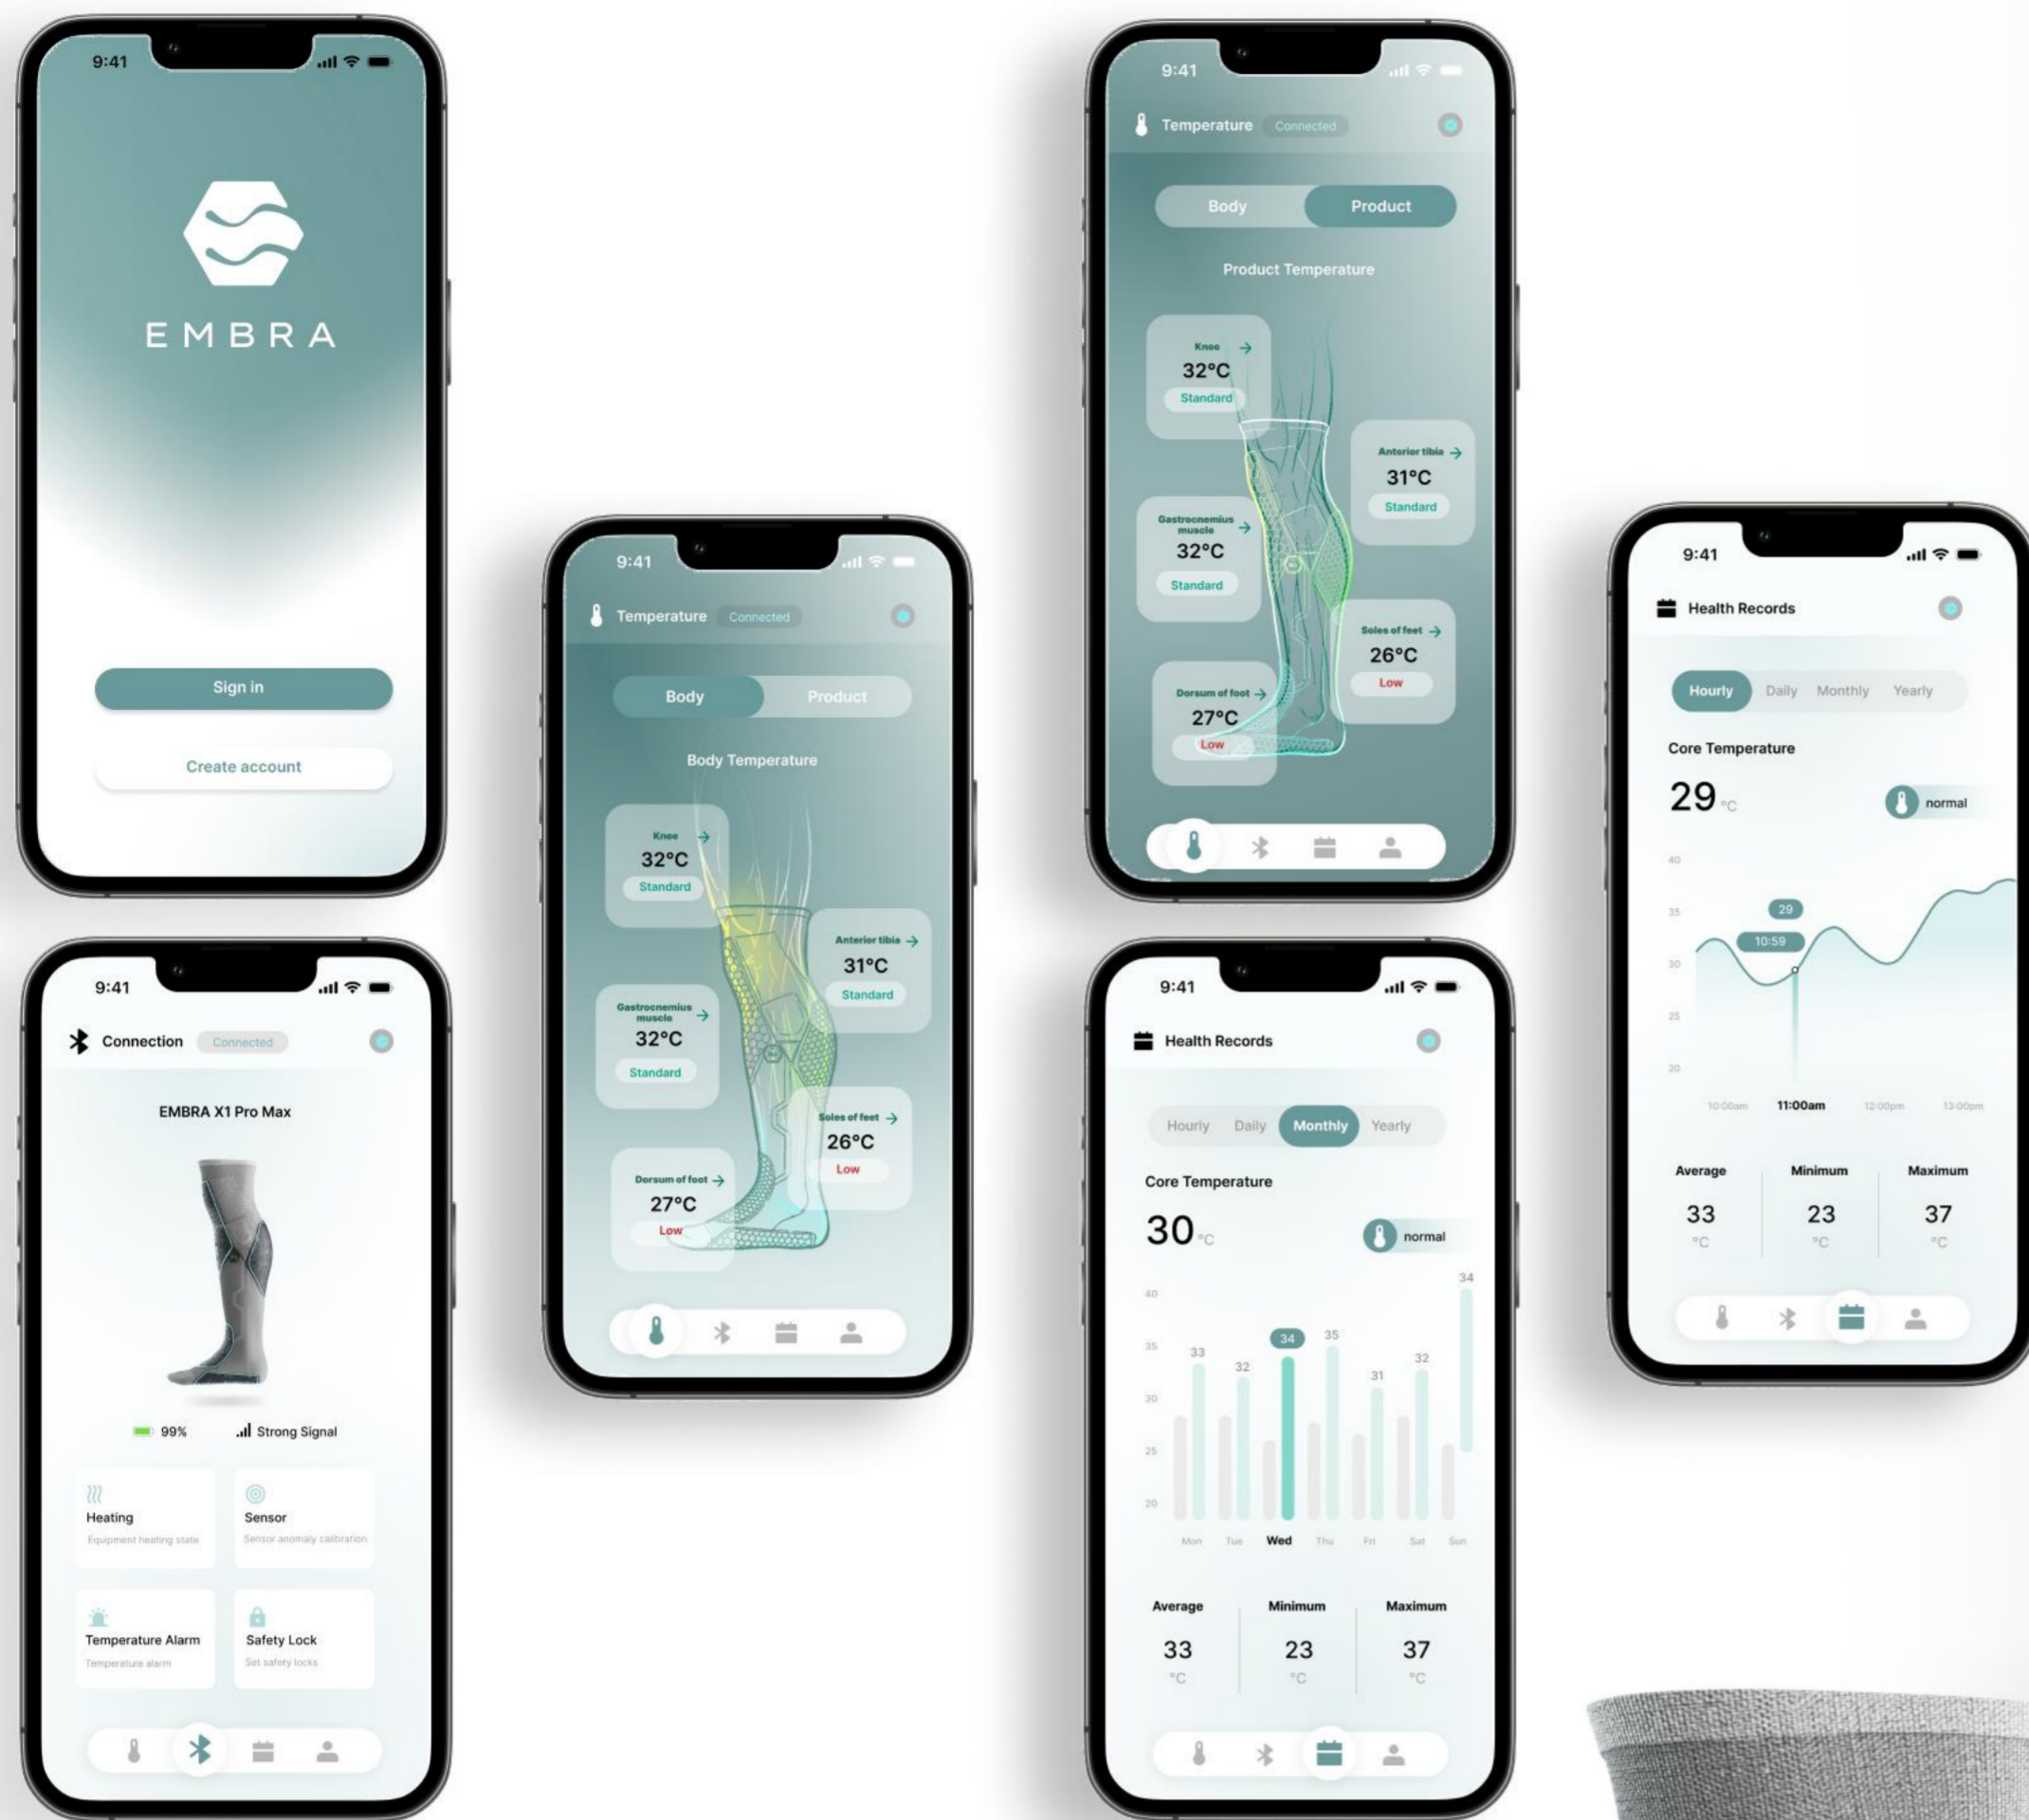 9:41
EMBRA
Sign in
Create account
9:41
Connection Connected
EMBRA X1 Pro Max
99% Strong Signal
Heating
Equipment heating state
Sensor
Sensor anomaly calibration
Temperature Alarm
Temperature alarm
Safety Lock
Set safety locks
9:41
Temperature Connected
Body Product
Body Temperature
Knee
32°C
Standard
Anterior tibia
31°C
Standard
Gastrocnemius
muscle
32°C
Standard
Soles of feet
26°C
Low
Dorsum of foot
27°C
Low
9:41
Temperature Connected
Body Product
Product Temperature
Knee
32°C
Standard
Anterior tibia
31°C
Standard
Gastrocnemius
muscle
32°C
Standard
Soles of feet
26°C
Low
Dorsum of foot
27°C
Low
9:41
Health Records
Hourly Daily Monthly Yearly
Core Temperature
30 °C
normal
34
40
34 35
35
33
32
32
31
30
25
20
Mon Tue Wed Thu Fri Sat Sun
Average Minimum Maximum
33 23 37
°C °C °C
9:41
Health Records
Hourly Daily Monthly Yearly
Core Temperature
29 °C
normal
40
35
29
10:59
30
25
20
10:00am 11:00am 12:00pm 13:00pm
Average Minimum Maximum
33 23 37
°C °C °C